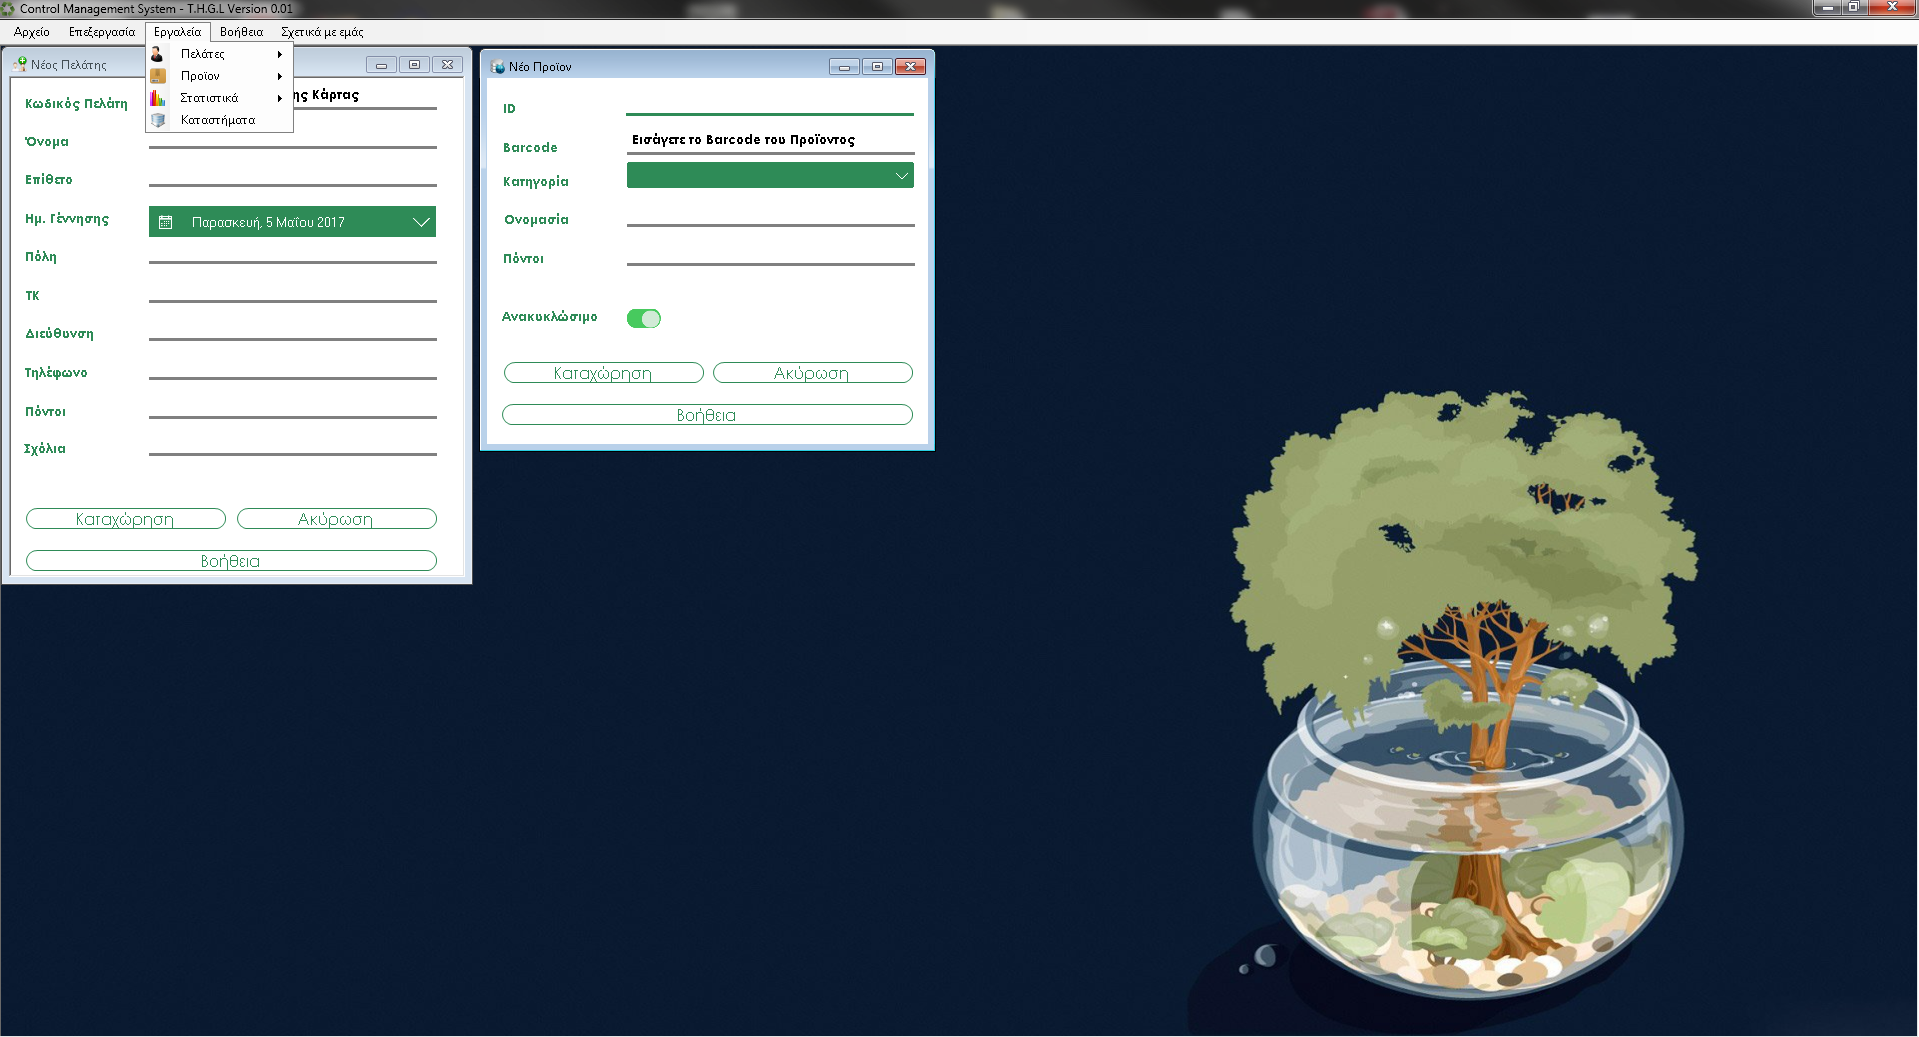 Control Management System - T.H.G.L Version 0.01
Αρχείο Επεξεργασία Εργαλεία Βοήθεια Σχετικά με εμάς
Πελάτες
Προϊον
Στατιστικά
Καταστήματα
Νέος Πελάτης
Κωδικός Πελάτη
ης Κάρτας
Όνομα
Επίθετο
Ημ. Γέννησης
Παρασκευή, 5 Μαΐου 2017
Πόλη
ΤΚ
Διεύθυνση
Τηλέφωνο
Πόντοι
Σχόλια
Καταχώρηση Ακύρωση
Βοήθεια
Νέο Προϊον
ID
Barcode
Εισάγετε το Barcode του Προϊοντος
Κατηγορία
Ονομασία
Πόντοι
Ανακυκλώσιμο
Καταχώρηση Ακύρωση
Βοήθεια